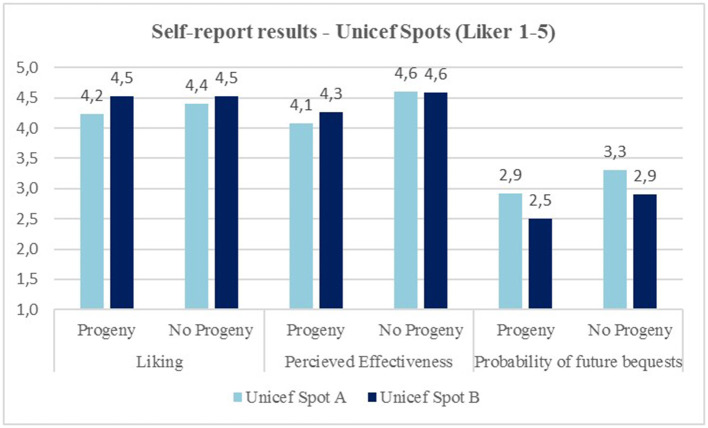 Self-report results - Unicef Spots (Liker 1-5)
5,0
4,5
4,0
3,5
3,0
2,5
2,0
1,5
1,0
4,2 4,5 4,4 4,5 4,1 4,3 4,6 4,6 2,9 2,5 3,3 2,9
Progeny No Progeny Progeny No Progeny Progeny No Progeny
Liking Percieved Effectiveness Probability of future bequests
Unicef Spot A Unicef Spot B